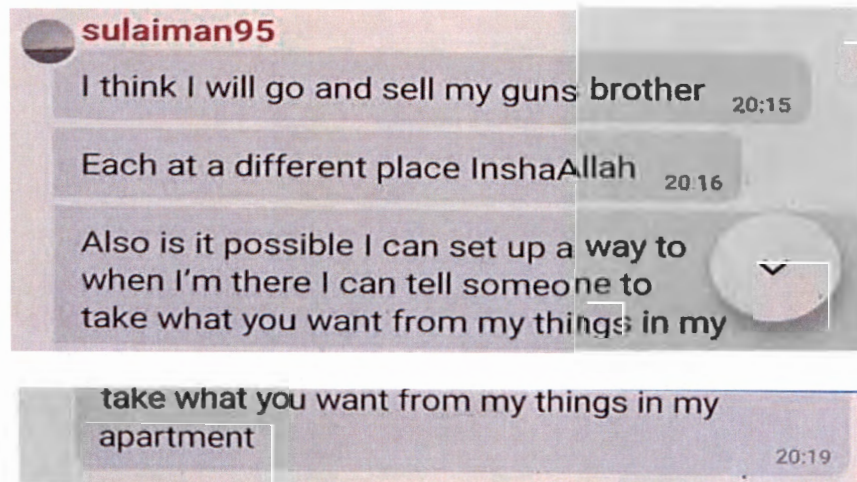 sulaiman95
I think I will go and sell my guns brother 20:15
Each at a different place InshaAllah 20:16
Also is it possible I can set up a way to
when I'm there I can tell someone to
take what you want from my things in my
take what you want from my things in my
apartment
20:19